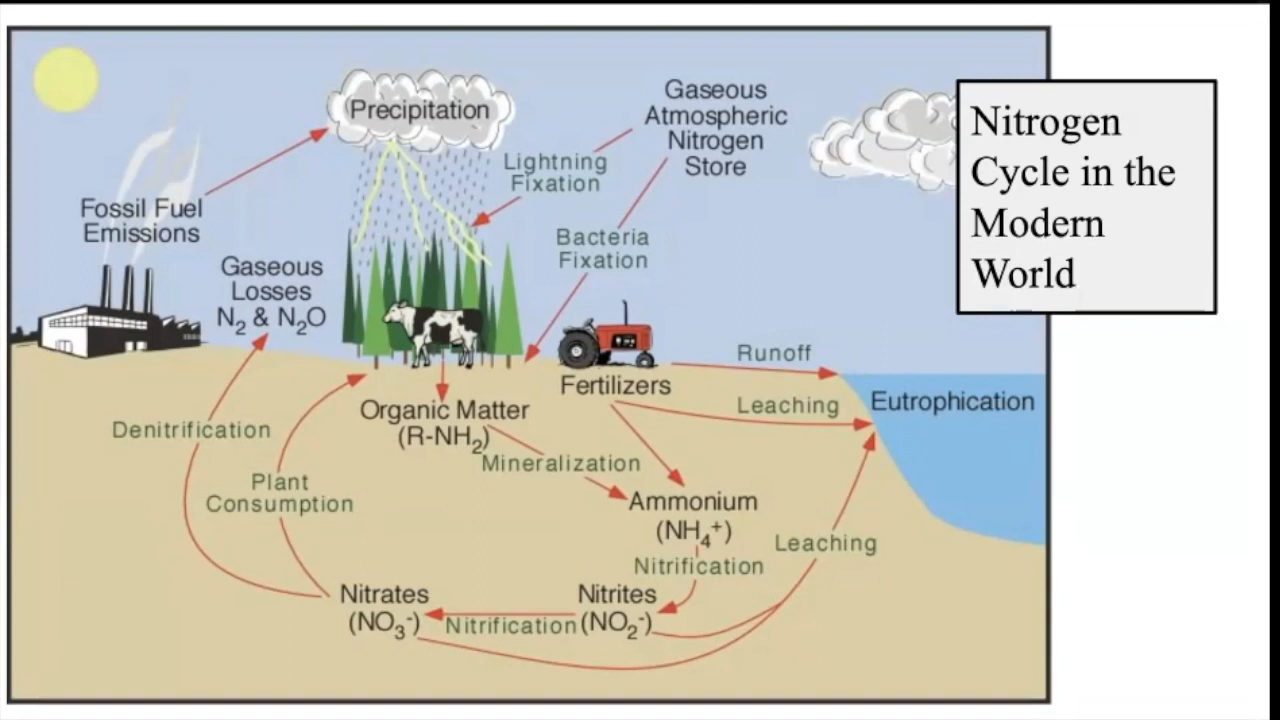 Nitrogen
Cycle in the
Modern
World
Precipitation
Gaseous
Atmospheric
Nitrogen
Store
Lightning
Fixation
Fossil Fuel
Emissions
Bacteria
Fixation
Gaseous
Losses
N₂ & N₂O
Runoff
Fertilizers
Eutrophication
Leaching
Organic Matter
(R-NH₂)
Denitrification
Mineralization
Plant
Consumption
Ammonium
(NH₄⁺)
Leaching
Nitrification
Nitrates
(NO₃⁻)
Nitrification
Nitrites
(NO₂⁻)